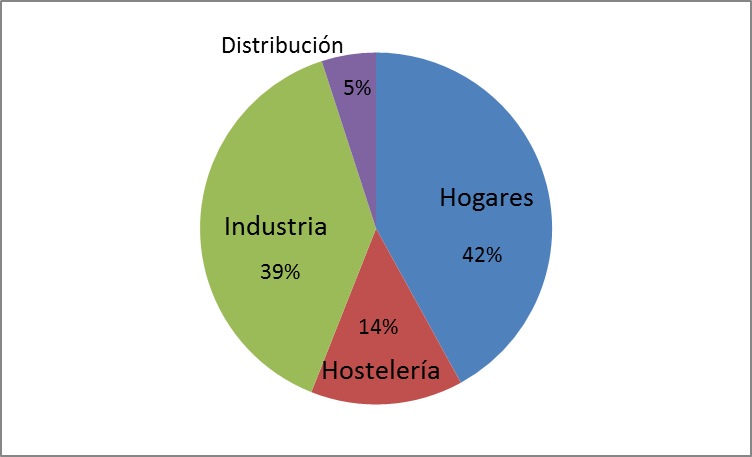 Distribución
5%
Hogares
42%
Industria
39%
14%
Hostelería